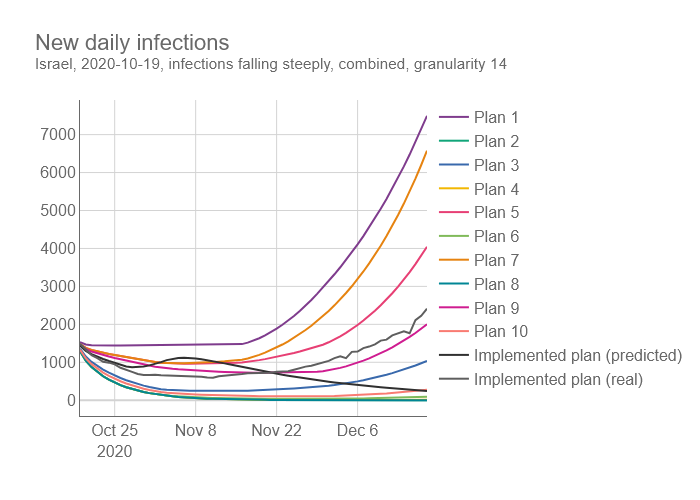 New daily infections
Israel, 2020-10-19, infections falling steeply, combined, granularity 14
7000
6000
5000
4000
3000
2000
1000
0
Oct 25
2020
Nov 8
Nov 22
Dec 6
Plan 1
Plan 2
Plan 3
Plan 4
Plan 5
Plan 6
Plan 7
Plan 8
Plan 9
Plan 10
Implemented plan (predicted)
Implemented plan (real)